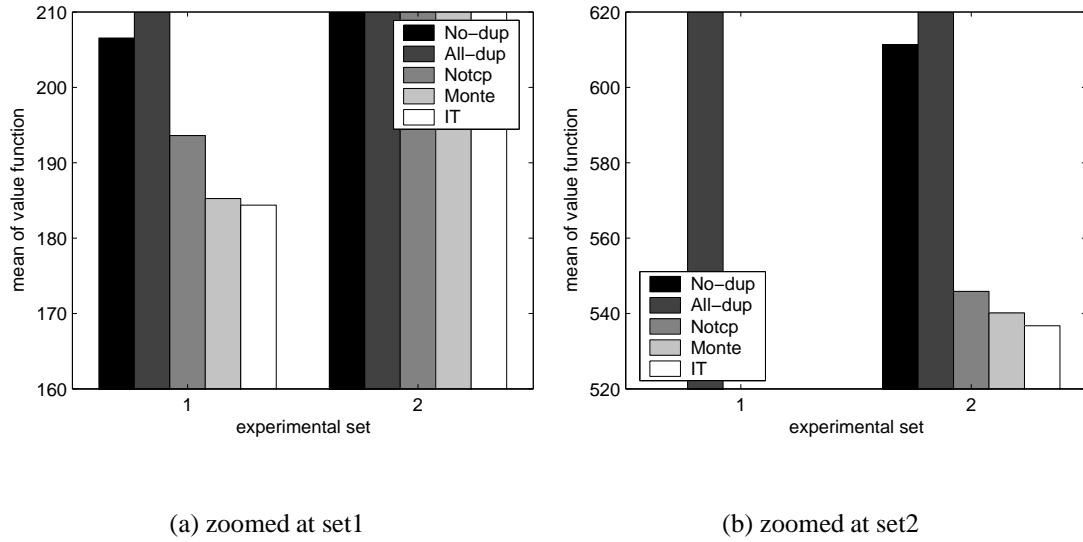 210
200
190
180
170
160
mean of value function
1
2
experimental set
No−dup
All−dup
Notcp
Monte
IT
(a) zoomed at set1
620
600
580
560
540
520
mean of value function
1
2
experimental set
No−dup
All−dup
Notcp
Monte
IT
(b) zoomed at set2